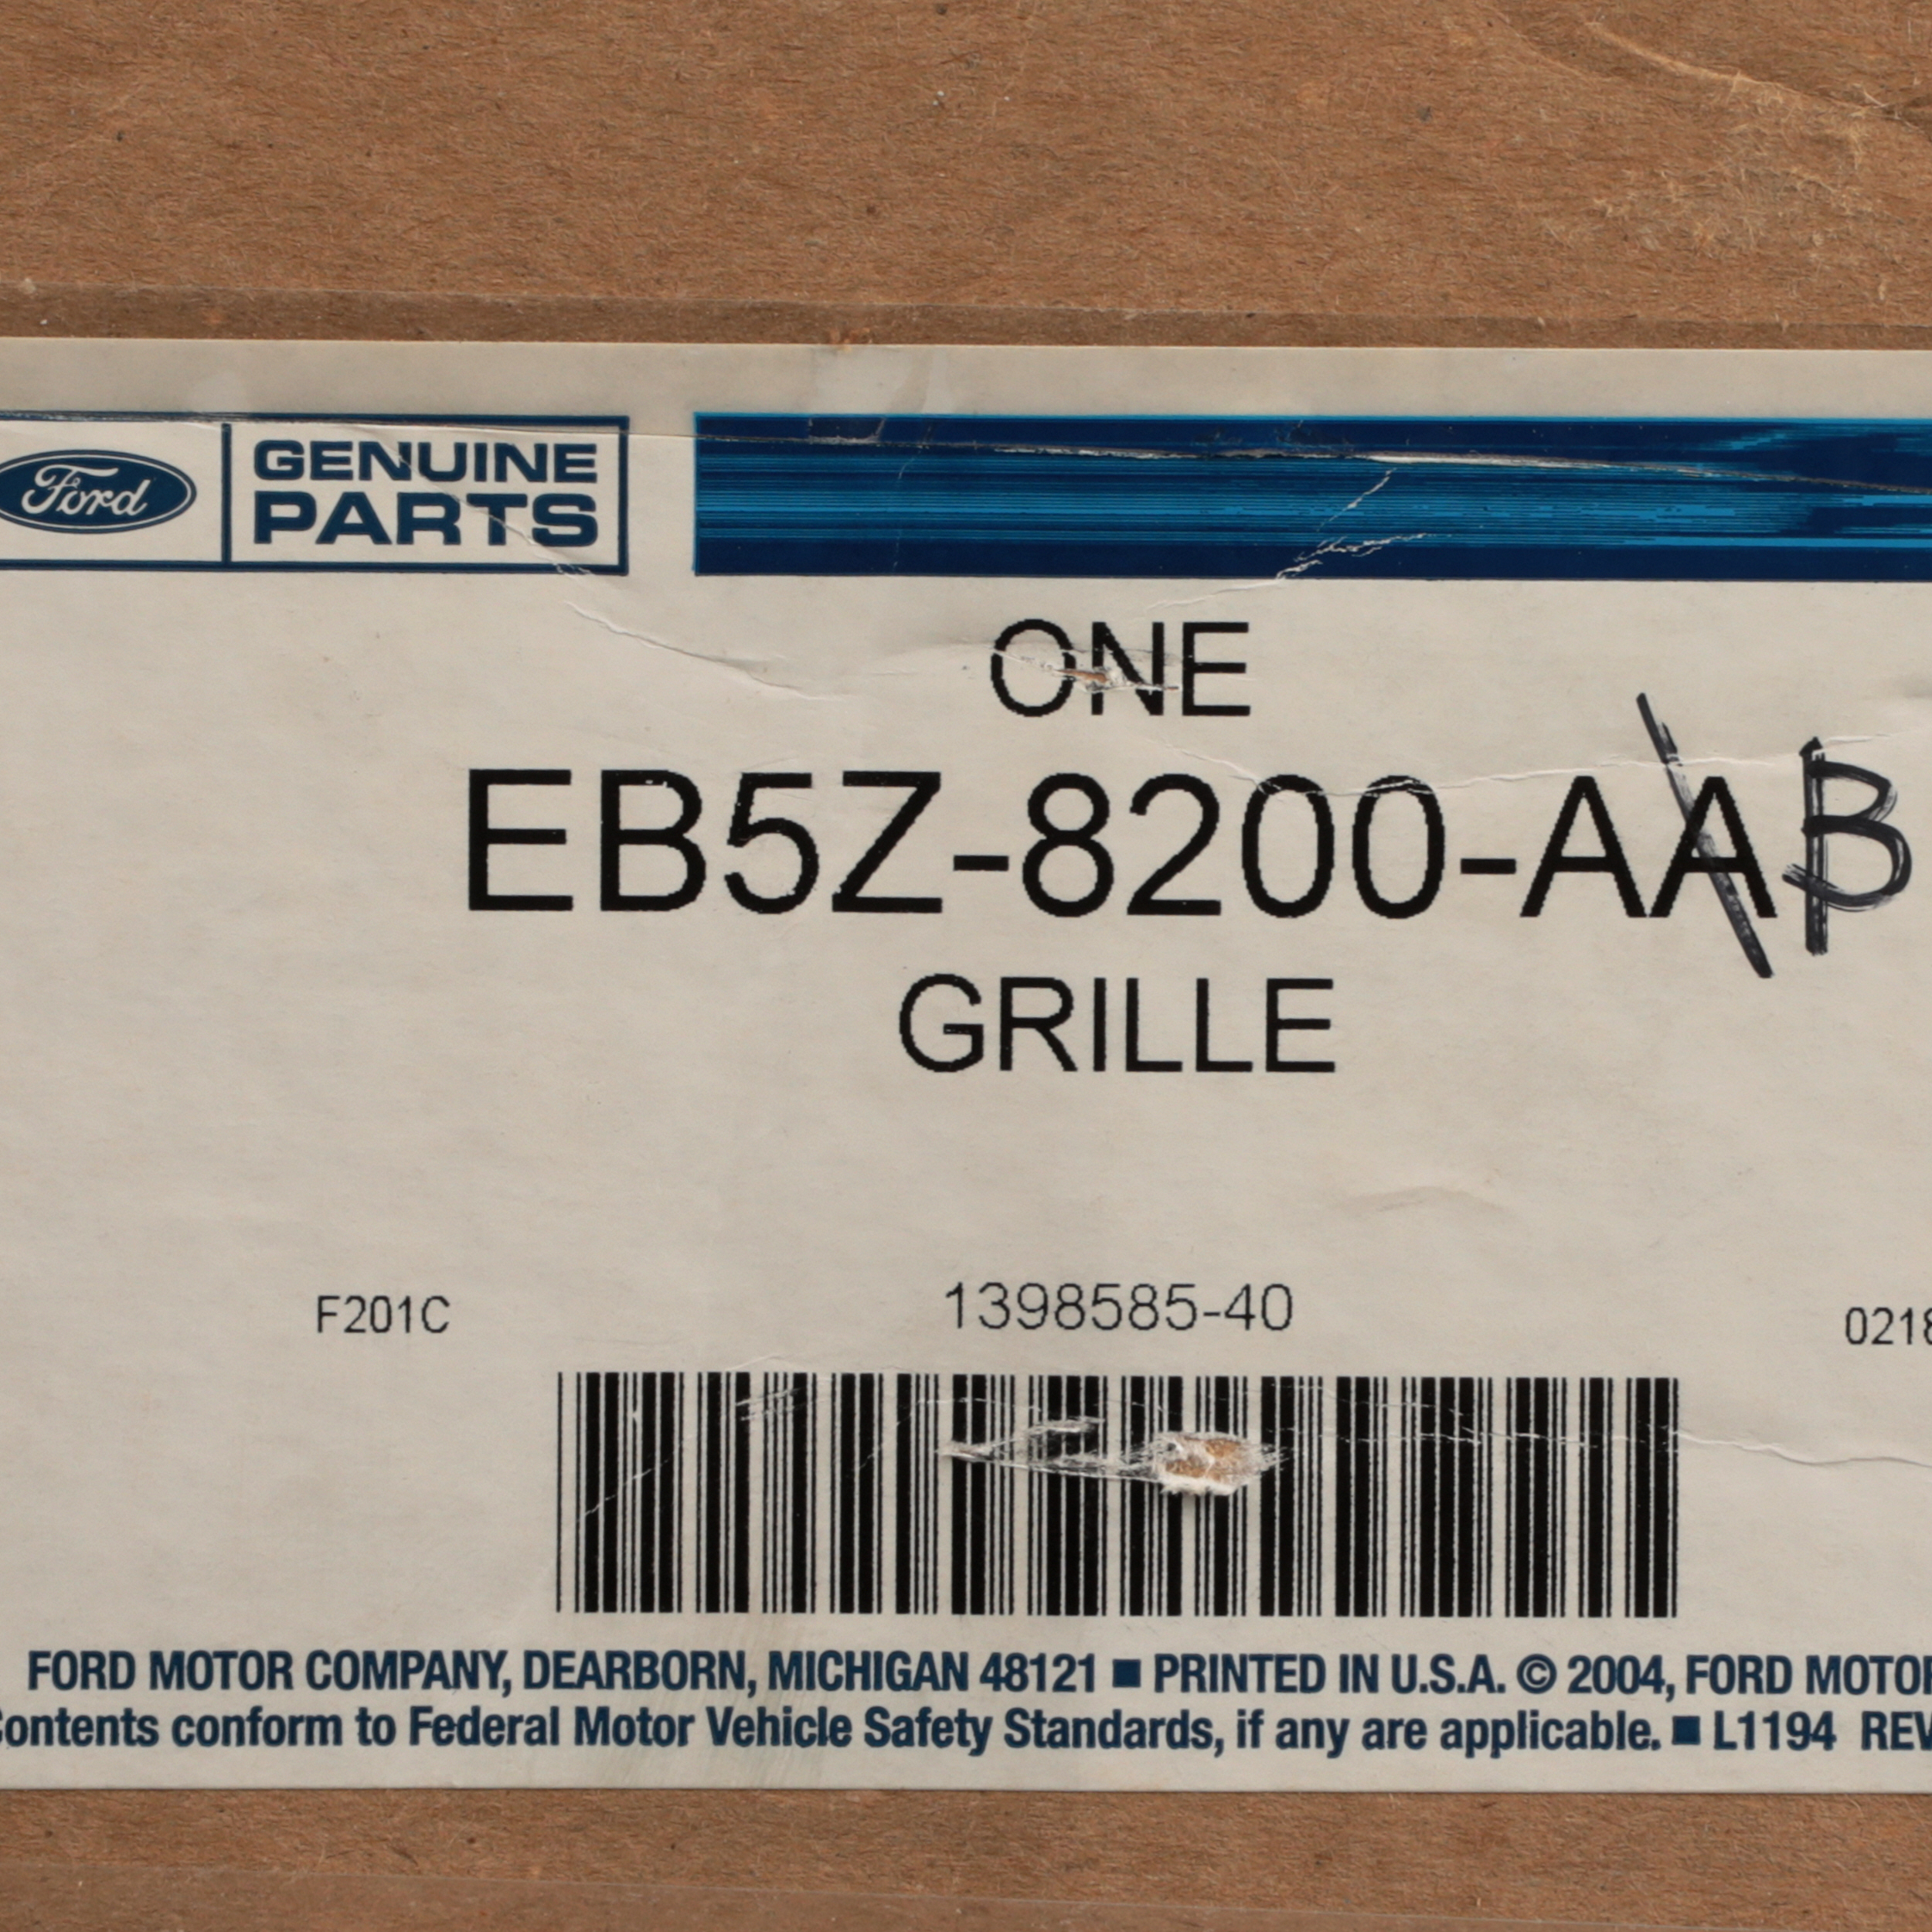 Ford GENUINE PARTS
ONE
EB5Z-8200-AA B
GRILLE
F201C 1398585-40 0218
FORD MOTOR COMPANY, DEARBORN, MICHIGAN 48121 ■ PRINTED IN U.S.A. © 2004, FORD MOTOR
Contents conform to Federal Motor Vehicle Safety Standards, if any are applicable. ■ L1194 REV